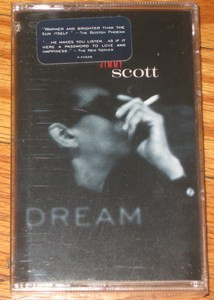 "WARMER AND BRIGHTER THAN THE
SUN ITSELF." –THE BOSTON PHOENIX
"...HE MAKES YOU LISTEN, AS IF IT
WERE A PASSWORD TO LOVE AND
HAPPINESS." –THE NEW YORKER
JIMMY
scott
DREAM